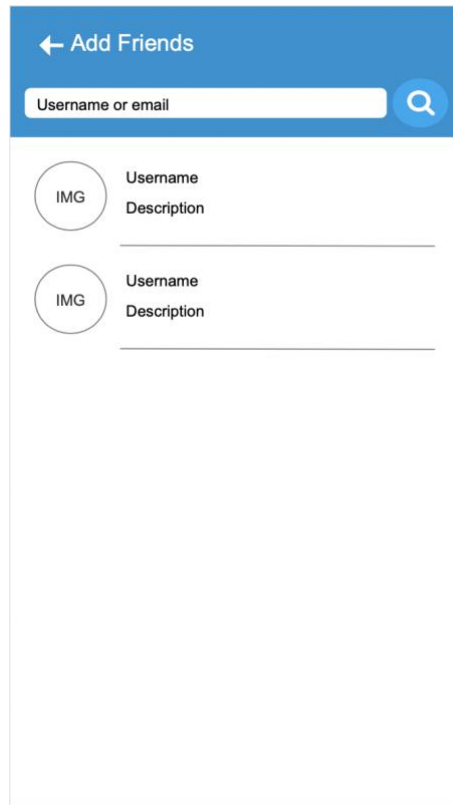 Add Friends
Username or email
IMG
Username
Description
IMG
Username
Description